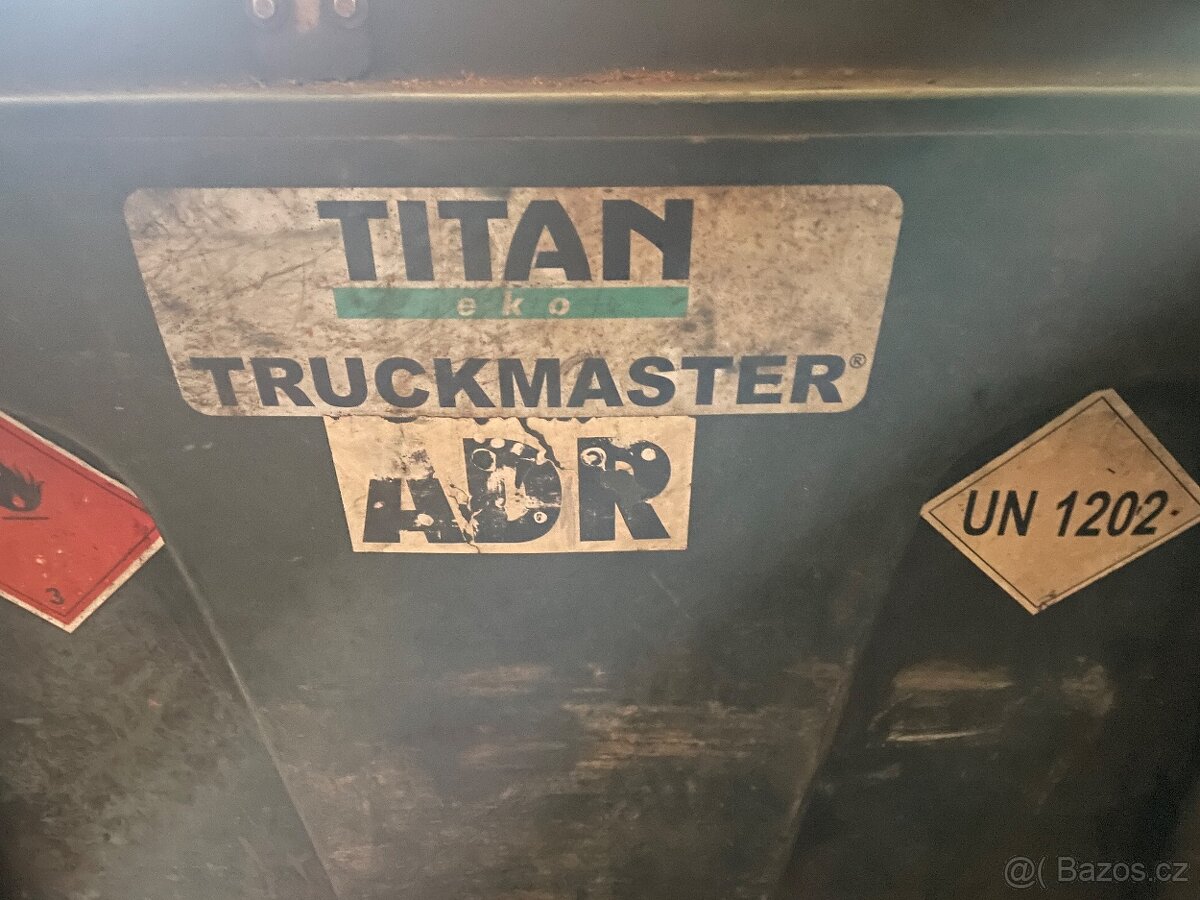 TITAN
eko
TRUCKMASTER®
ADR
3
UN 1202
@( Bazos.cz